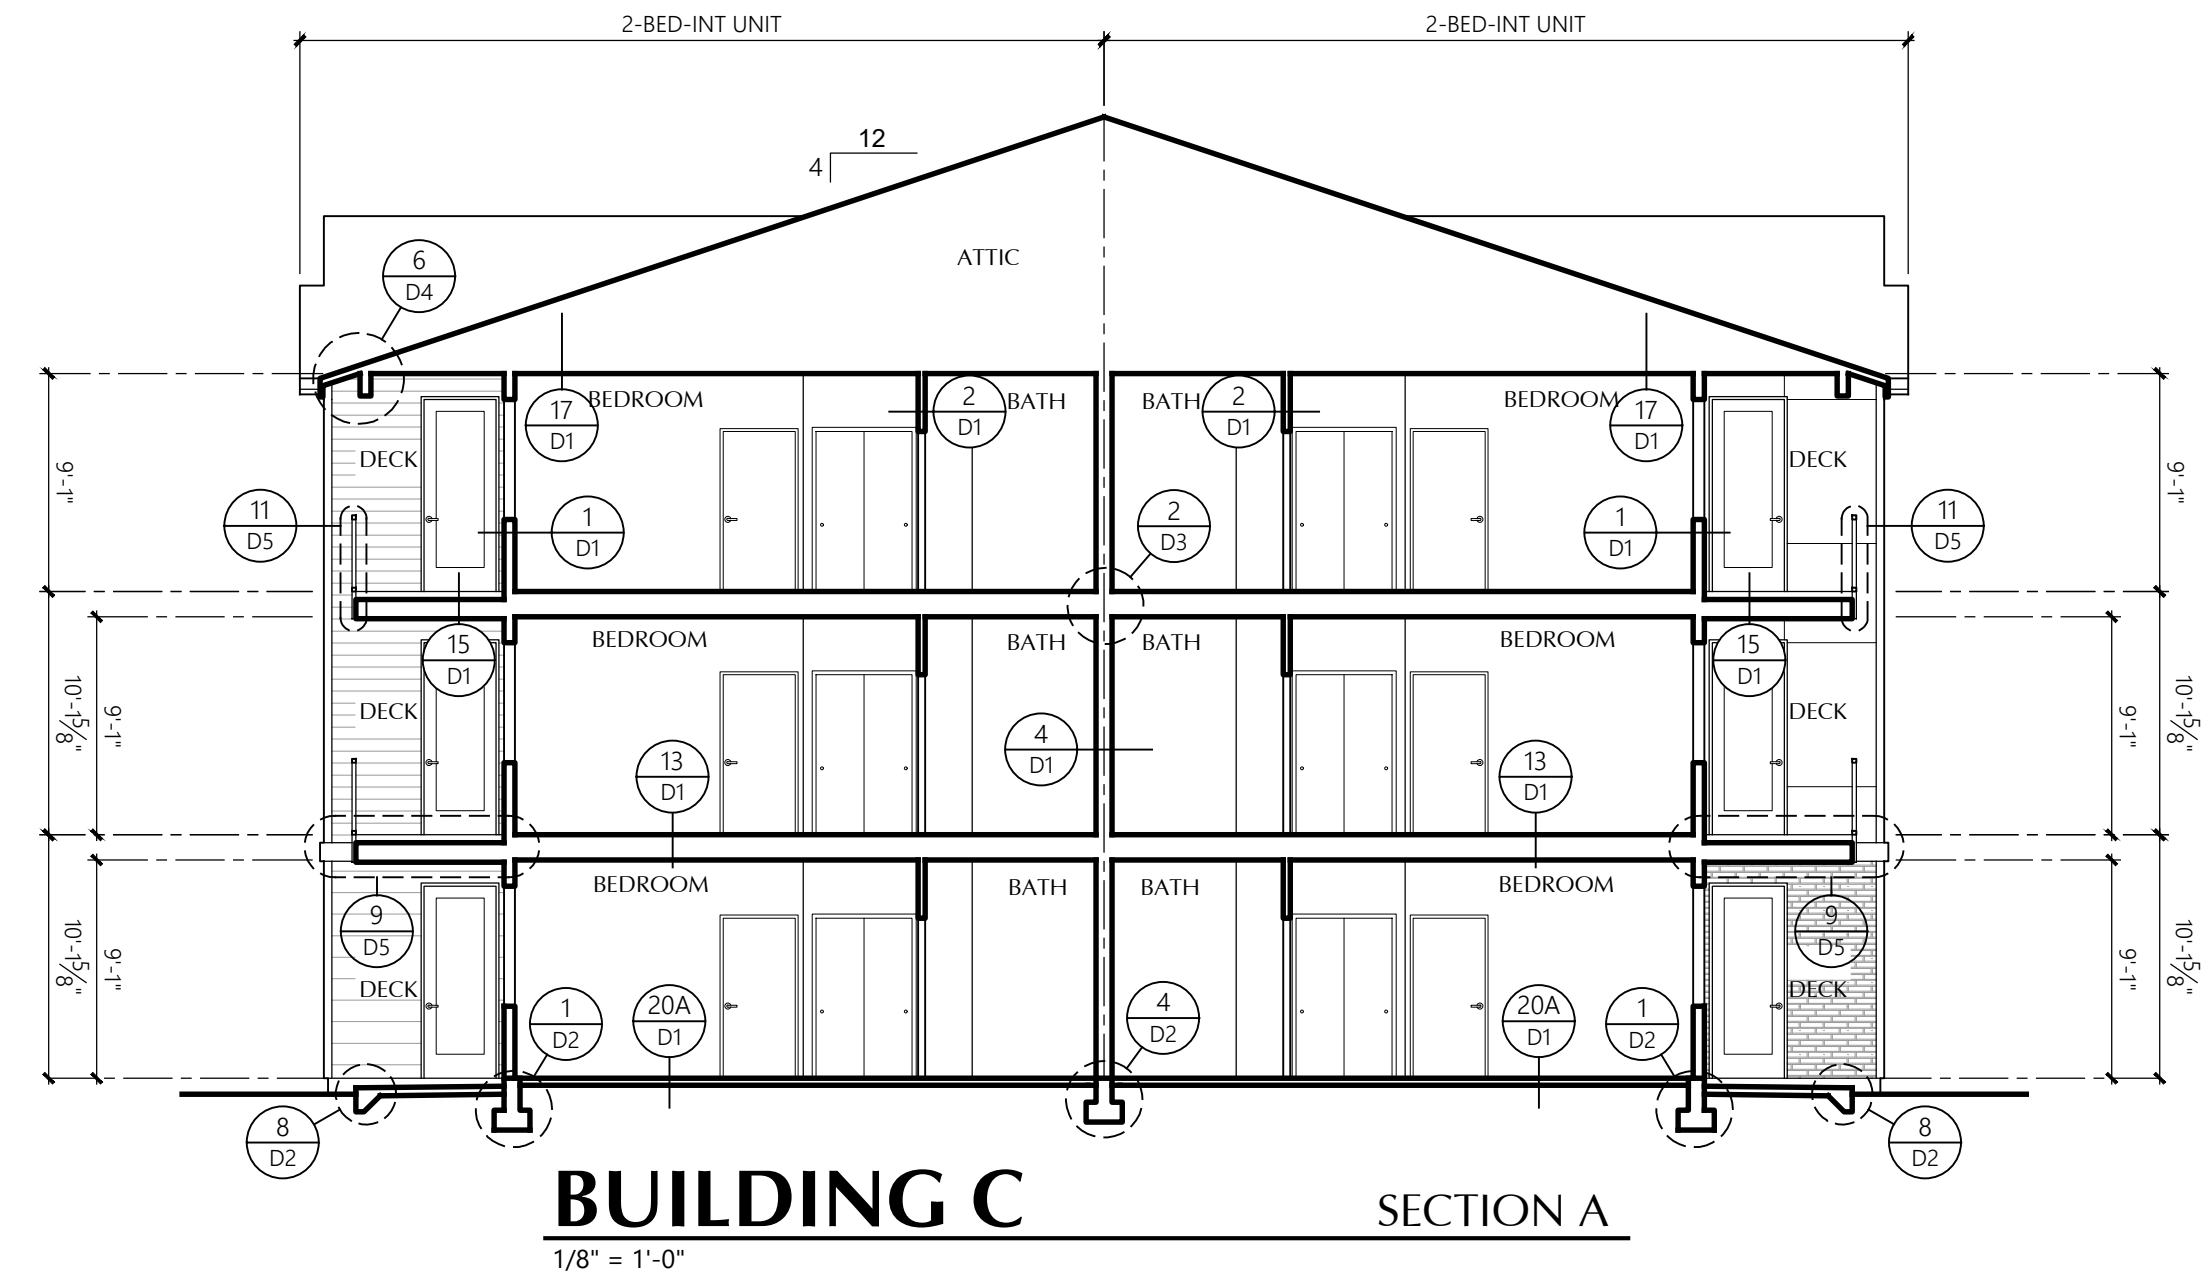 2-BED-INT UNIT
2-BED-INT UNIT
12
4
ATTIC
6
D4
17
D1
BEDROOM
2
D1
BATH
BATH
2
D1
BEDROOM
17
D1
DECK
DECK
9'-1"
9'-1"
11
D5
1
D1
2
D3
1
D1
11
D5
15
D1
BEDROOM
BATH
BATH
BEDROOM
15
D1
DECK
DECK
10'-1 5/8"
9'-1"
9'-1"
10'-1 5/8"
13
D1
4
D1
13
D1
BEDROOM
BATH
BATH
BEDROOM
9
D5
9
D5
10'-1 5/8"
9'-1"
9'-1"
10'-1 5/8"
DECK
DECK
1
D2
20A
D1
4
D2
20A
D1
1
D2
8
D2
8
D2
BUILDING C
SECTION A
1/8" = 1'-0"